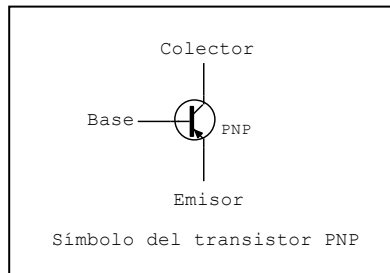 Colector
Base
PNP
Emisor
Símbolo del transistor PNP